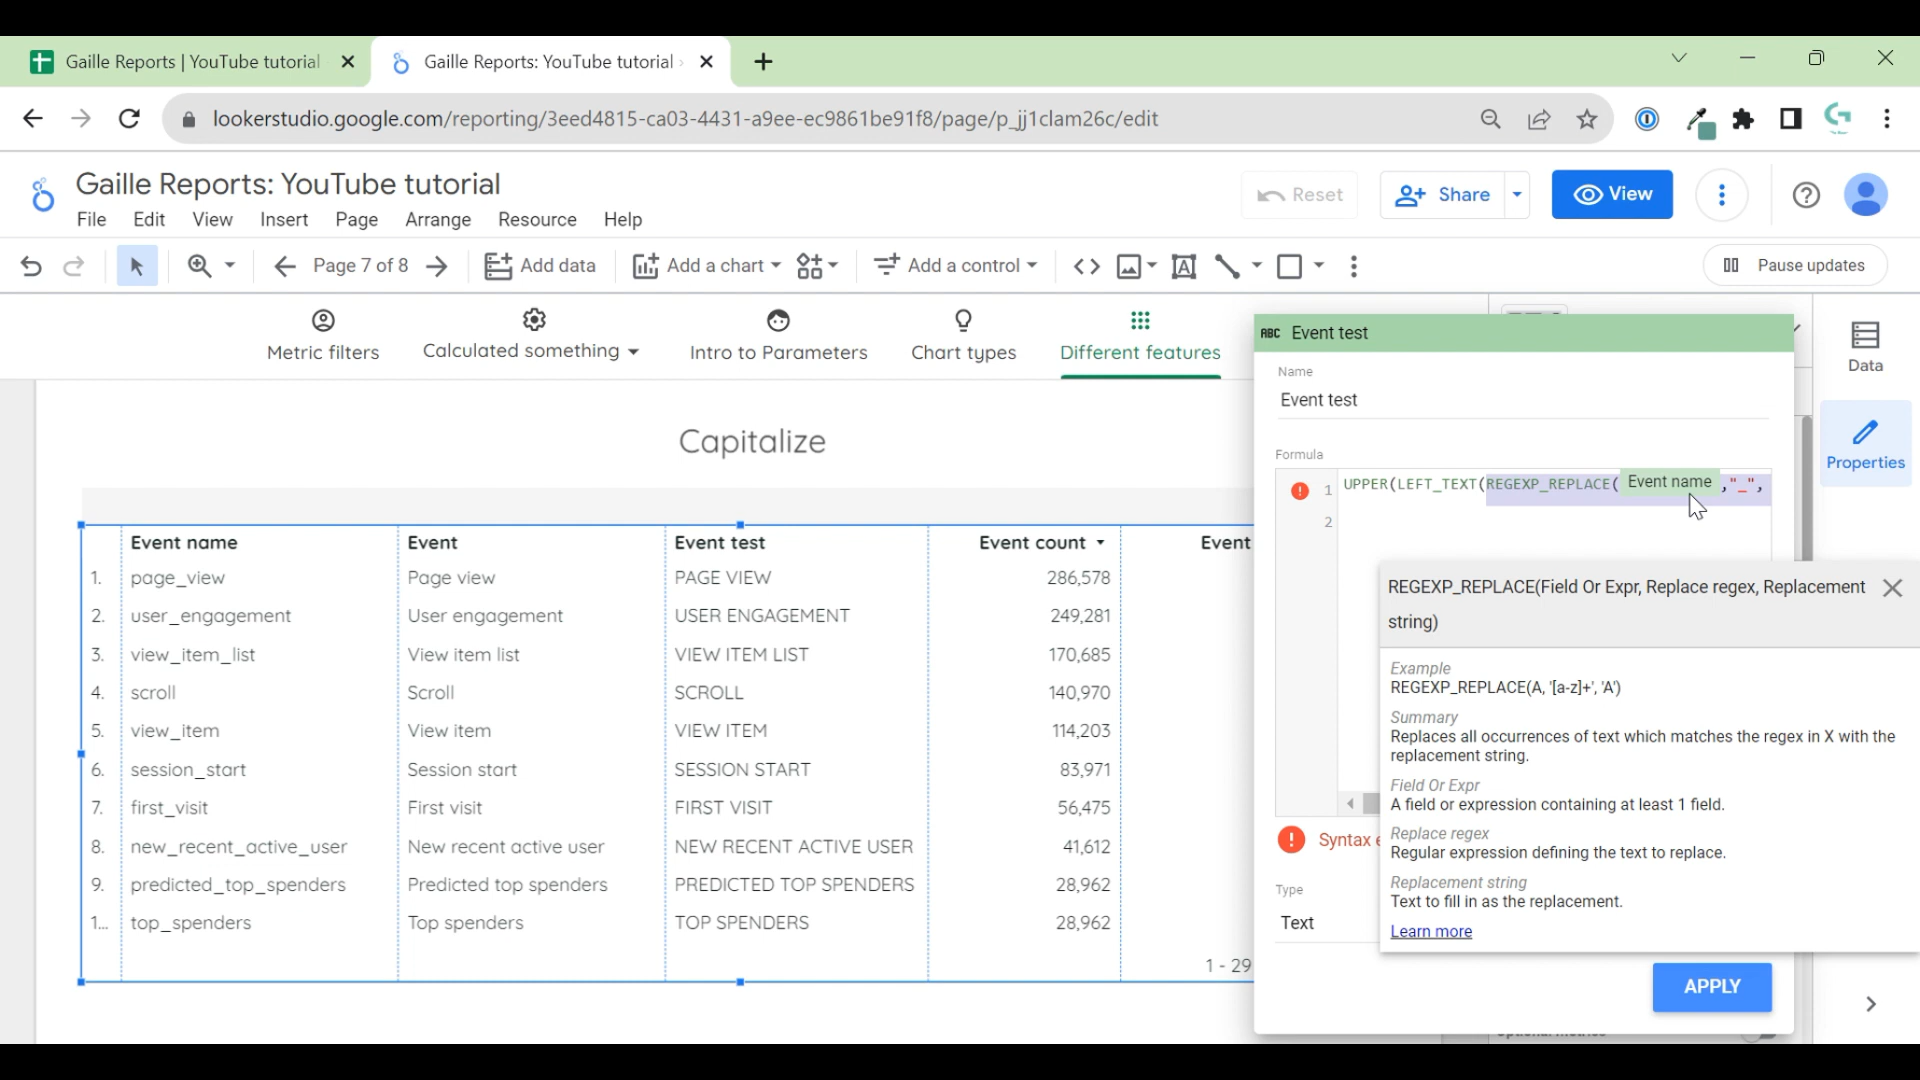 Gaille Reports | YouTube tutorial
Gaille Reports: YouTube tutorial
lookerstudio.google.com/reporting/3eed4815-ca03-4431-a9ee-ec9861be91f8/page/p_jj1clam26c/edit
Gaille Reports: YouTube tutorial
Reset
Share
View
File Edit View Insert Page Arrange Resource Help
Page 7 of 8
Add data
Add a chart
Add a control
Pause updates
Metric filters
Calculated something
Intro to Parameters
Chart types
Different features
Capitalize
Event name Event Event test Event count Event
1. page_view Page view PAGE VIEW 286,578
2. user_engagement User engagement USER ENGAGEMENT 249,281
3. view_item_list View item list VIEW ITEM LIST 170,685
4. scroll Scroll SCROLL 140,970
5. view_item View item VIEW ITEM 114,203
6. session_start Session start SESSION START 83,971
7. first_visit First visit FIRST VISIT 56,475
8. new_recent_active_user New recent active user NEW RECENT ACTIVE USER 41,612
9. predicted_top_spenders Predicted top spenders PREDICTED TOP SPENDERS 28,962
1... top_spenders Top spenders TOP SPENDERS 28,962
1 - 29
ABC Event test
Name
Event test
Formula
1 UPPER(LEFT_TEXT(REGEXP_REPLACE( Event name ,"_",
2
REGEXP_REPLACE(Field Or Expr, Replace regex, Replacement
string)
Example
REGEXP_REPLACE(A, '[a-z]+', 'A')
Summary
Replaces all occurrences of text which matches the regex in X with the
replacement string.
Field Or Expr
A field or expression containing at least 1 field.
Replace regex
Regular expression defining the text to replace.
Replacement string
Text to fill in as the replacement.
Learn more
Syntax e
Type
Text
APPLY
Data
Properties